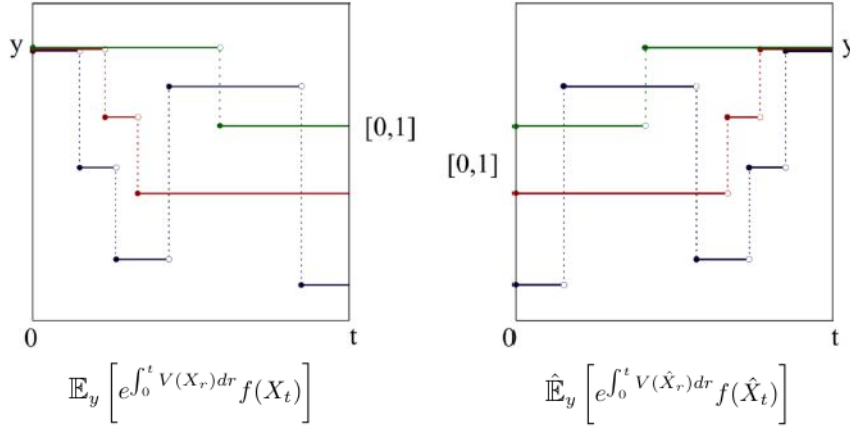 y
[0,1]
0
t
y
[0,1]
0
t
𝔼_y [e^{∫_0^t V(X_r)dr} f(X_t)]
𝔼̂_y [e^{∫_0^t V(X̂_r)dr} f(X̂_t)]